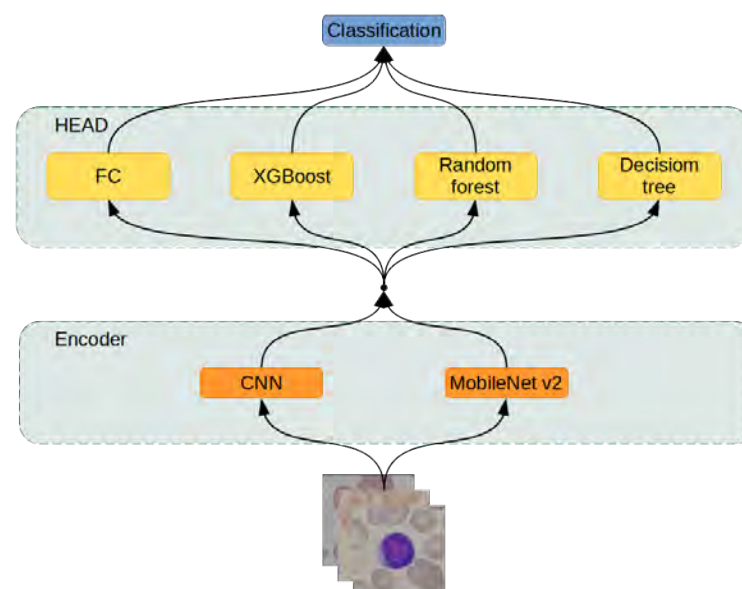 Classification
HEAD
FC
XGBoost
Random
forest
Decisiom
tree
Encoder
CNN
MobileNet v2